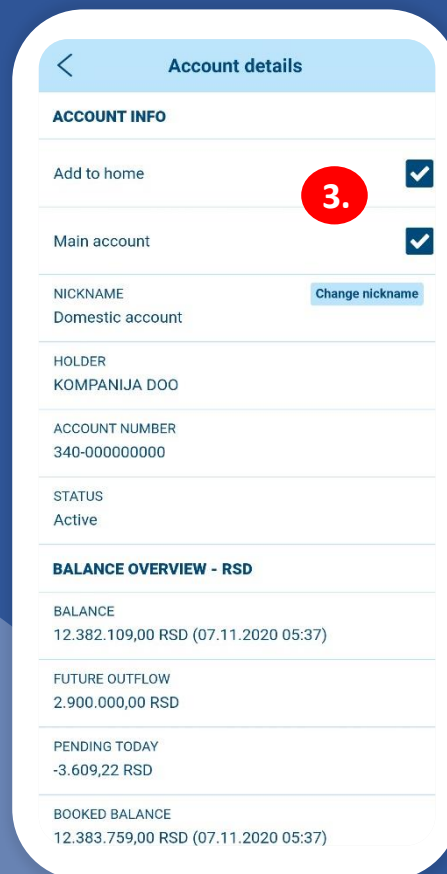 Account details
ACCOUNT INFO
Add to home
3.
Main account
NICKNAME
Change nickname
Domestic account
HOLDER
KOMPANIJA DOO
ACCOUNT NUMBER
340-000000000
STATUS
Active
BALANCE OVERVIEW - RSD
BALANCE
12.382.109,00 RSD (07.11.2020 05:37)
FUTURE OUTFLOW
2.900.000,00 RSD
PENDING TODAY
-3.609,22 RSD
BOOKED BALANCE
12.383.759,00 RSD (07.11.2020 05:37)